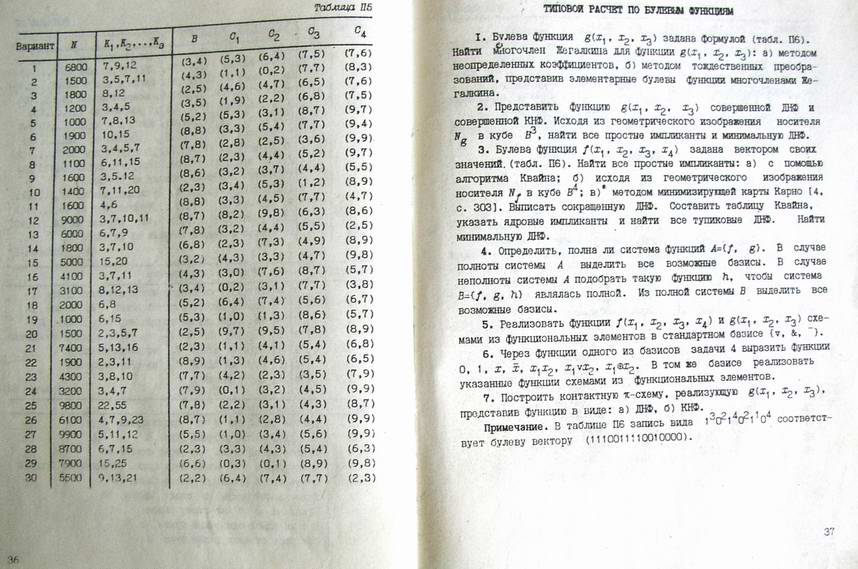 Таблица П5
Вариант N K₁,K₂,...,Kₐ B C₁ C₂ C₃ C₄
1 6800 7,9,12 (3,4) (5,3) (6,4) (7,5) (7,6)
2 1500 3,5,7,11 (4,3) (1,1) (0,2) (7,7) (8,3)
3 1800 8,12 (2,5) (4,6) (4,7) (6,5) (7,6)
4 1200 3,4,5 (3,5) (1,9) (2,2) (6,8) (7,5)
5 1000 7,8,13 (5,2) (5,3) (3,1) (8,7) (9,7)
6 1900 10,15 (8,8) (3,3) (5,4) (7,7) (9,4)
7 2000 3,4,5,7 (7,8) (2,8) (2,5) (3,6) (9,9)
8 1100 6,11,15 (8,7) (2,3) (4,4) (5,2) (9,7)
9 1600 3,5,12 (8,6) (3,2) (3,7) (4,4) (5,5)
10 1400 7,11,20 (2,3) (3,4) (5,3) (1,2) (8,9)
11 1600 4,6 (8,8) (3,3) (4,5) (7,7) (4,7)
12 9000 3,7,10,11 (8,7) (8,2) (9,8) (6,3) (8,6)
13 6000 6,7,9 (7,8) (3,2) (4,4) (5,5) (2,5)
14 1800 3,7,10 (6,8) (2,3) (7,3) (4,9) (8,9)
15 5000 15,20 (3,2) (4,3) (3,3) (4,7) (9,8)
16 4100 3,7,11 (4,3) (3,0) (7,6) (8,7) (5,7)
17 3100 8,12,13 (3,4) (0,2) (3,1) (7,7) (3,8)
18 2000 6,8 (5,2) (6,4) (7,4) (5,6) (6,7)
19 1000 6,15 (5,3) (1,0) (1,3) (8,6) (5,7)
20 1500 2,3,5,7 (2,5) (9,7) (9,5) (7,8) (8,9)
21 7400 5,13,16 (2,3) (1,1) (4,1) (5,4) (6,8)
22 1900 2,3,11 (8,9) (1,3) (4,6) (5,4) (6,5)
23 4300 3,8,10 (7,7) (4,2) (2,3) (3,5) (7,9)
24 3200 3,4,7 (7,9) (0,1) (3,2) (4,5) (9,9)
25 9800 22,55 (7,8) (2,2) (3,1) (4,3) (8,7)
26 6100 4,7,9,23 (8,7) (1,1) (2,8) (4,4) (9,9)
27 9900 5,11,12 (5,5) (1,0) (3,4) (5,6) (9,9)
28 8700 6,7,15 (2,3) (3,3) (4,3) (5,4) (6,3)
29 7900 15,25 (6,6) (0,3) (0,1) (8,9) (9,8)
30 5500 9,13,21 (2,2) (6,4) (7,4) (7,7) (2,3)
36
ТИПОВОЙ РАСЧЕТ ПО БУЛЕВЫМ ФУНКЦИЯМ
1. Булева функция g(x₁, x₂, x₃) задана формулой (табл. П6).
Найти многочлен Жегалкина для функции g(x₁, x₂, x₃): а) методом
неопределенных коэффициентов, б) методом тождественных преобра-
зований, представив элементарные булевы функции многочленами Же-
галкина.
2. Представить функцию g(x₁, x₂, x₃) совершенной ДНФ и
совершенной КНФ. Исходя из геометрического изображения носителя
N_g в кубе B³, найти все простые импликанты и минимальную ДНФ.
3. Булева функция f(x₁, x₂, x₃, x₄) задана вектором своих
значений.(табл. П6). Найти все простые импликанты: а) с помощью
алгоритма Квайна; б) исходя из геометрического изображения
носителя N_f в кубе B⁴; в) методом минимизирующей карты Карно [4,
с. 303]. Выписать сокращенную ДНФ. Составить таблицу Квайна,
указать ядровые импликанты и найти все тупиковые ДНФ. Найти
минимальную ДНФ.
4. Определить, полна ли система функций A={f, g}. В случае
полноты системы A выделить все возможные базисы. В случае
неполноты системы A подобрать такую функцию h, чтобы система
B={f, g, h} являлась полной. Из полной системы B выделить все
возможные базисы.
5. Реализовать функции f(x₁, x₂, x₃, x₄) и g(x₁, x₂, x₃) схе-
мами из функциональных элементов в стандартном базисе {∨, &, ¯}.
6. Через функции одного из базисов задачи 4 выразить функции
0, 1, x, x̄, x₁x₂, x₁∨x₂, x₁⊕x₂. В том же базисе реализовать
указанные функции схемами из функциональных элементов.
7. Построить контактную π-схему, реализующую g(x₁, x₂, x₃),
представив функцию в виде: а) ДНФ, б) КНФ.
Примечание. В таблице П6 запись вида 1³0²1⁴0²1¹0⁴ соответст-
вует булеву вектору (1110011110010000).
37